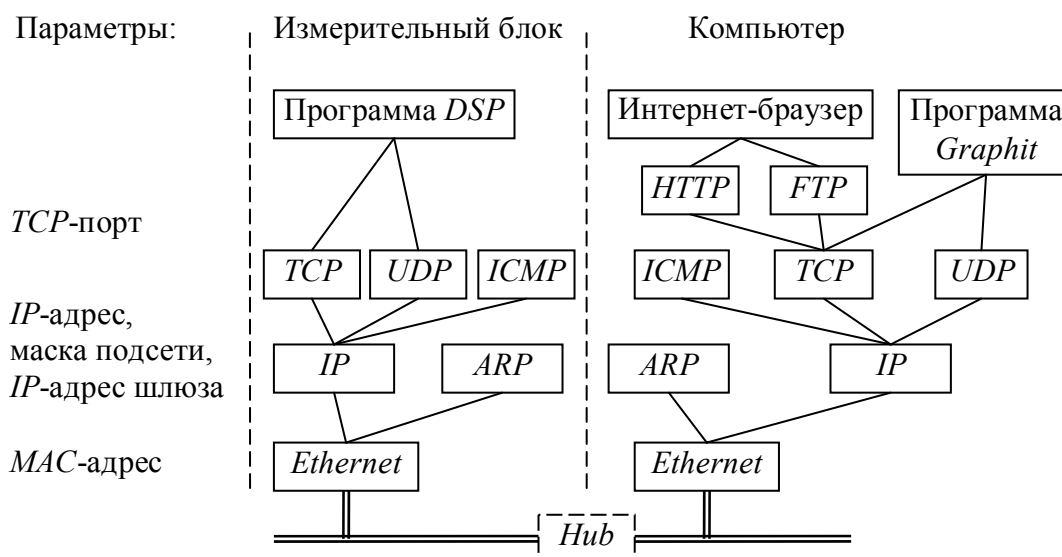 Параметры:
Измерительный блок
Компьютер
Программа DSP
Интернет-браузер
Программа
Graphit
HTTP
FTP
TCP-порт
TCP
UDP
ICMP
ICMP
TCP
UDP
IP-адрес,
маска подсети,
IP-адрес шлюза
IP
ARP
ARP
IP
MAC-адрес
Ethernet
Ethernet
Hub